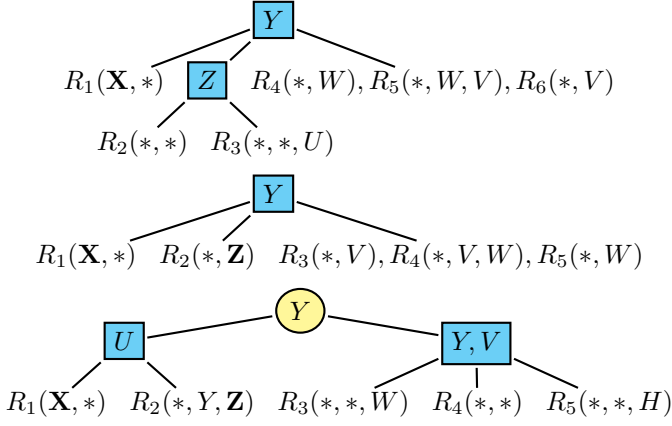 Y
R₁(X, *) Z R₄(*, W), R₅(*, W, V), R₆(*, V)
R₂(*, *) R₃(*, *, U)
Y
R₁(X, *) R₂(*, Z) R₃(*, V), R₄(*, V, W), R₅(*, W)
Y
U Y, V
R₁(X, *) R₂(*, Y, Z) R₃(*, *, W) R₄(*, *) R₅(*, *, H)